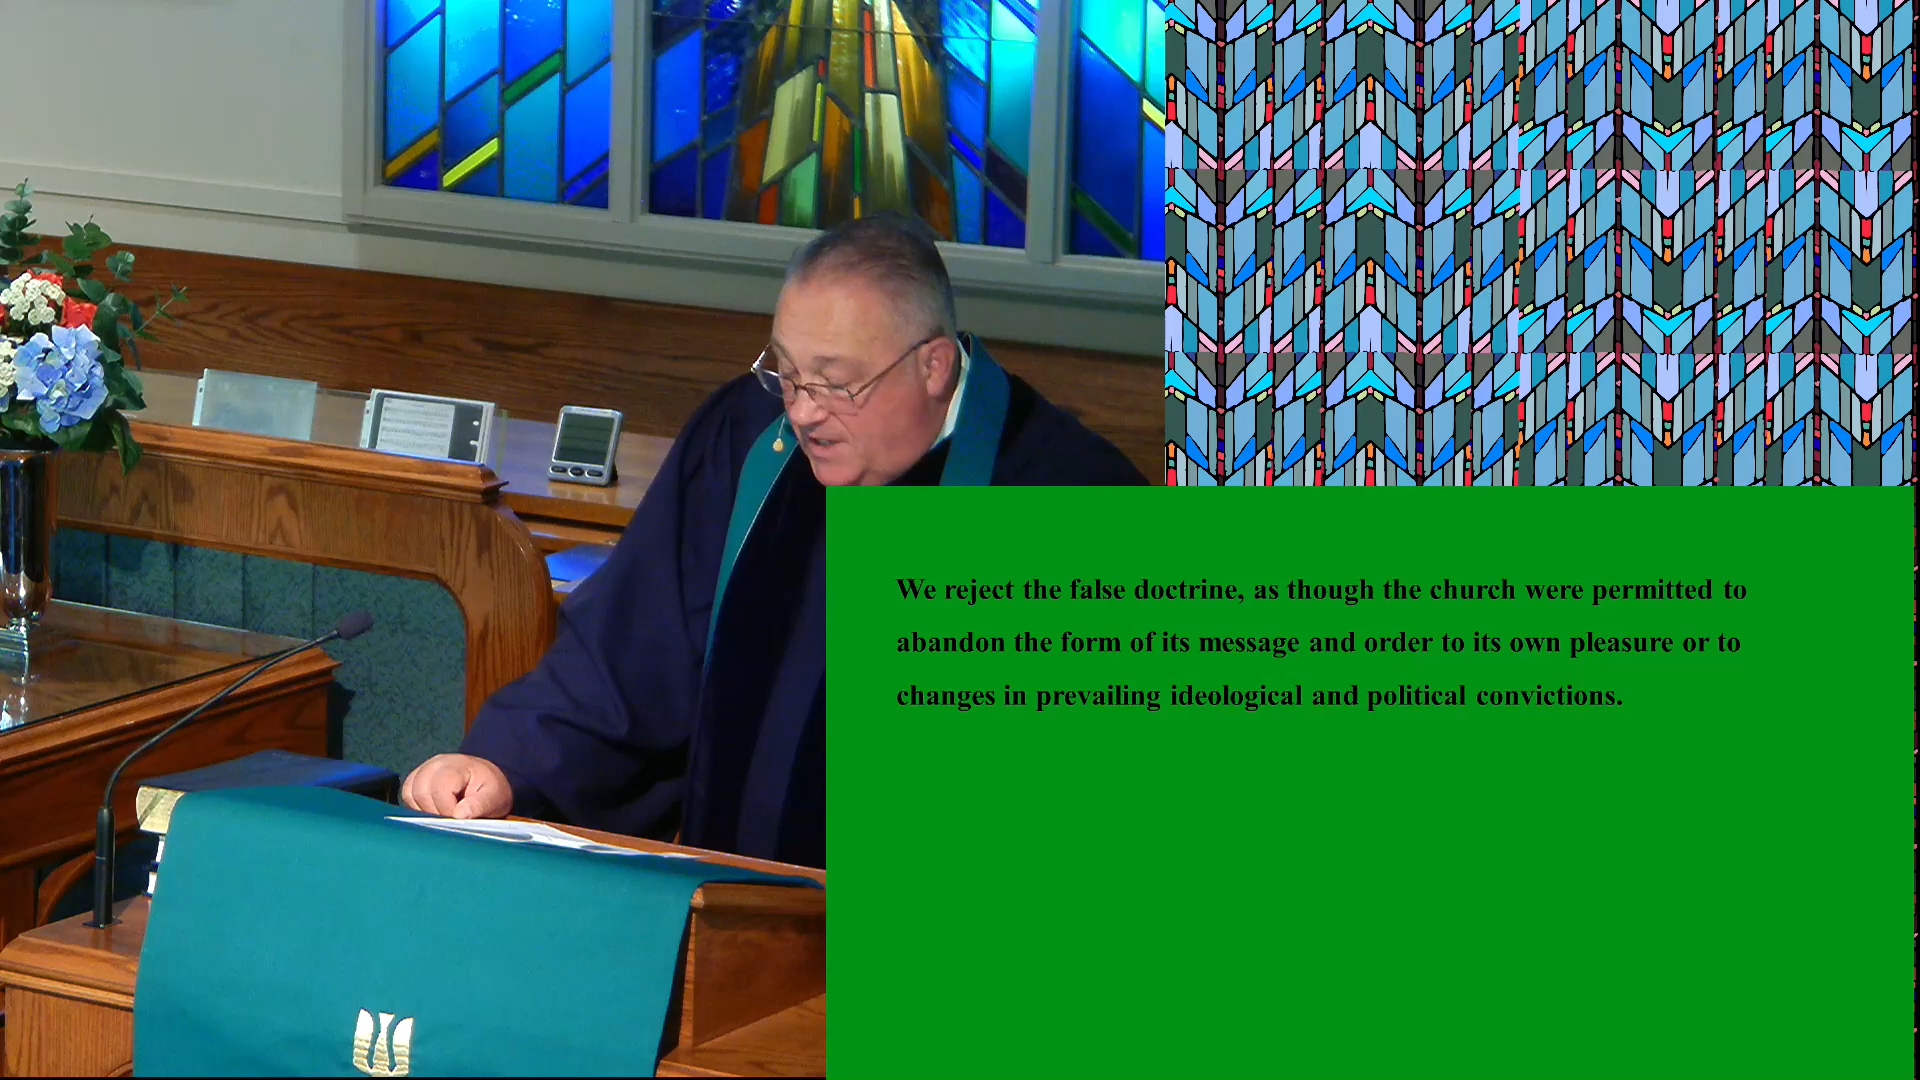 We reject the false doctrine, as though the church were permitted to
abandon the form of its message and order to its own pleasure or to
changes in prevailing ideological and political convictions.